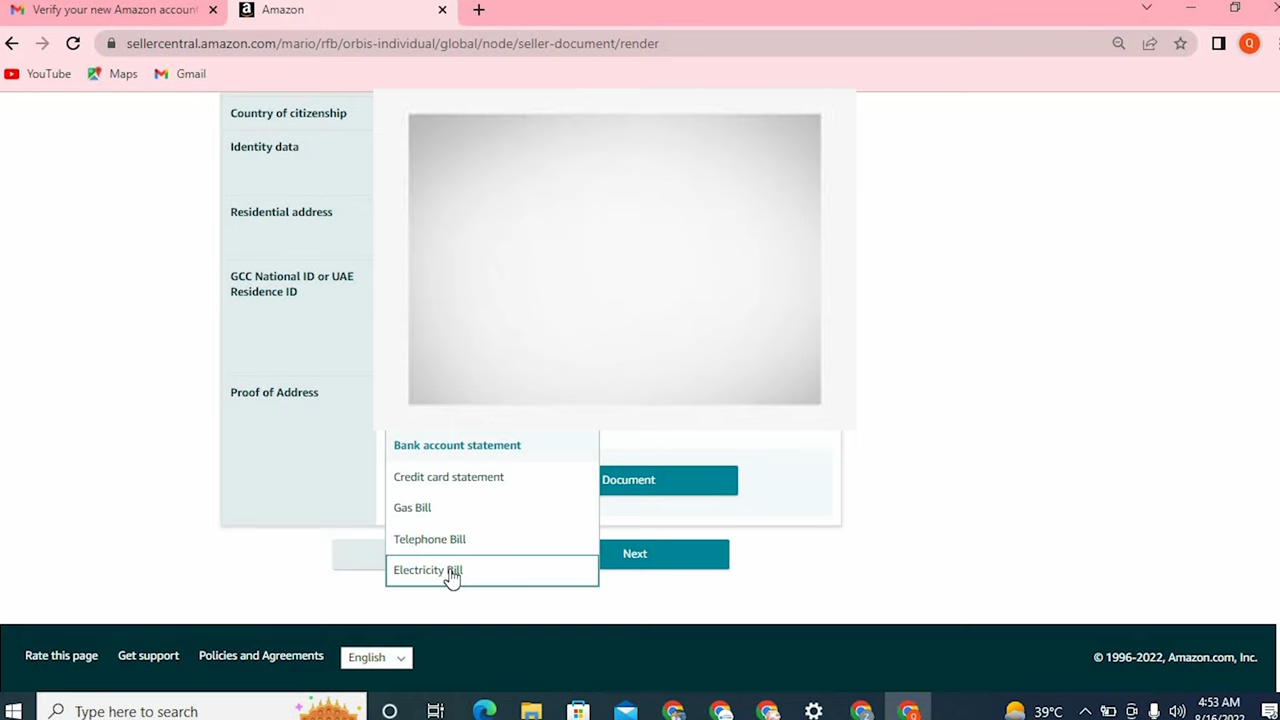 Verify your new Amazon accoun
Amazon
sellercentral.amazon.com/mario/rfb/orbis-individual/global/node/seller-document/render
Q
YouTube
Maps
Gmail
Country of citizenship
Identity data
Residential address
GCC National ID or UAE
Residence ID
Proof of Address
Bank account statement
Credit card statement
Document
Gas Bill
Telephone Bill
Next
Electricity Bill
Rate this page
Get support
Policies and Agreements
English
© 1996-2022, Amazon.com, Inc.
Type here to search
39°C
4:53 AM
8/16/2022